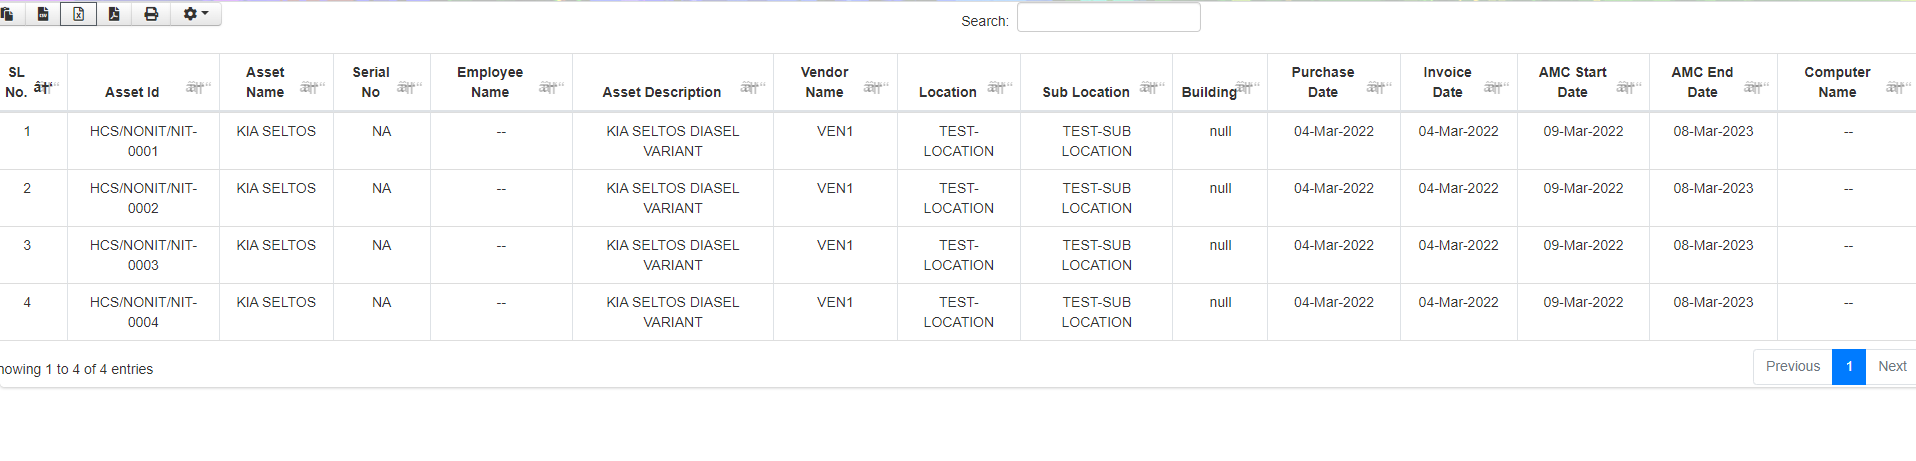 Search:
SL No. Asset Id Asset Name Serial No Employee Name Asset Description Vendor Name Location Sub Location Building Purchase Date Invoice Date AMC Start Date AMC End Date Computer Name
1 HCS/NONIT/NIT-0001 KIA SELTOS NA -- KIA SELTOS DIASEL VARIANT VEN1 TEST-LOCATION TEST-SUB LOCATION null 04-Mar-2022 04-Mar-2022 09-Mar-2022 08-Mar-2023 --
2 HCS/NONIT/NIT-0002 KIA SELTOS NA -- KIA SELTOS DIASEL VARIANT VEN1 TEST-LOCATION TEST-SUB LOCATION null 04-Mar-2022 04-Mar-2022 09-Mar-2022 08-Mar-2023 --
3 HCS/NONIT/NIT-0003 KIA SELTOS NA -- KIA SELTOS DIASEL VARIANT VEN1 TEST-LOCATION TEST-SUB LOCATION null 04-Mar-2022 04-Mar-2022 09-Mar-2022 08-Mar-2023 --
4 HCS/NONIT/NIT-0004 KIA SELTOS NA -- KIA SELTOS DIASEL VARIANT VEN1 TEST-LOCATION TEST-SUB LOCATION null 04-Mar-2022 04-Mar-2022 09-Mar-2022 08-Mar-2023 --
howing 1 to 4 of 4 entries
Previous 1 Next